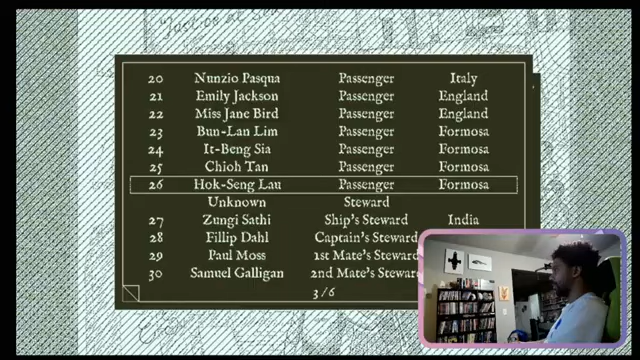 "Justice at Sea
20 Nunzio Pasqua Passenger Italy
21 Emily Jackson Passenger England
22 Miss Jane Bird Passenger England
23 Bun-Lan Lim Passenger Formosa
24 It-Beng Sia Passenger Formosa
25 Chioh Tan Passenger Formosa
26 Hok-Seng Lau Passenger Formosa
Unknown Steward
27 Zungi Sathi Ship's Steward India
28 Fillip Dahl Captain's Steward
29 Paul Moss 1st Mate's Steward
30 Samuel Galligan 2nd Mate's Steward
3/6